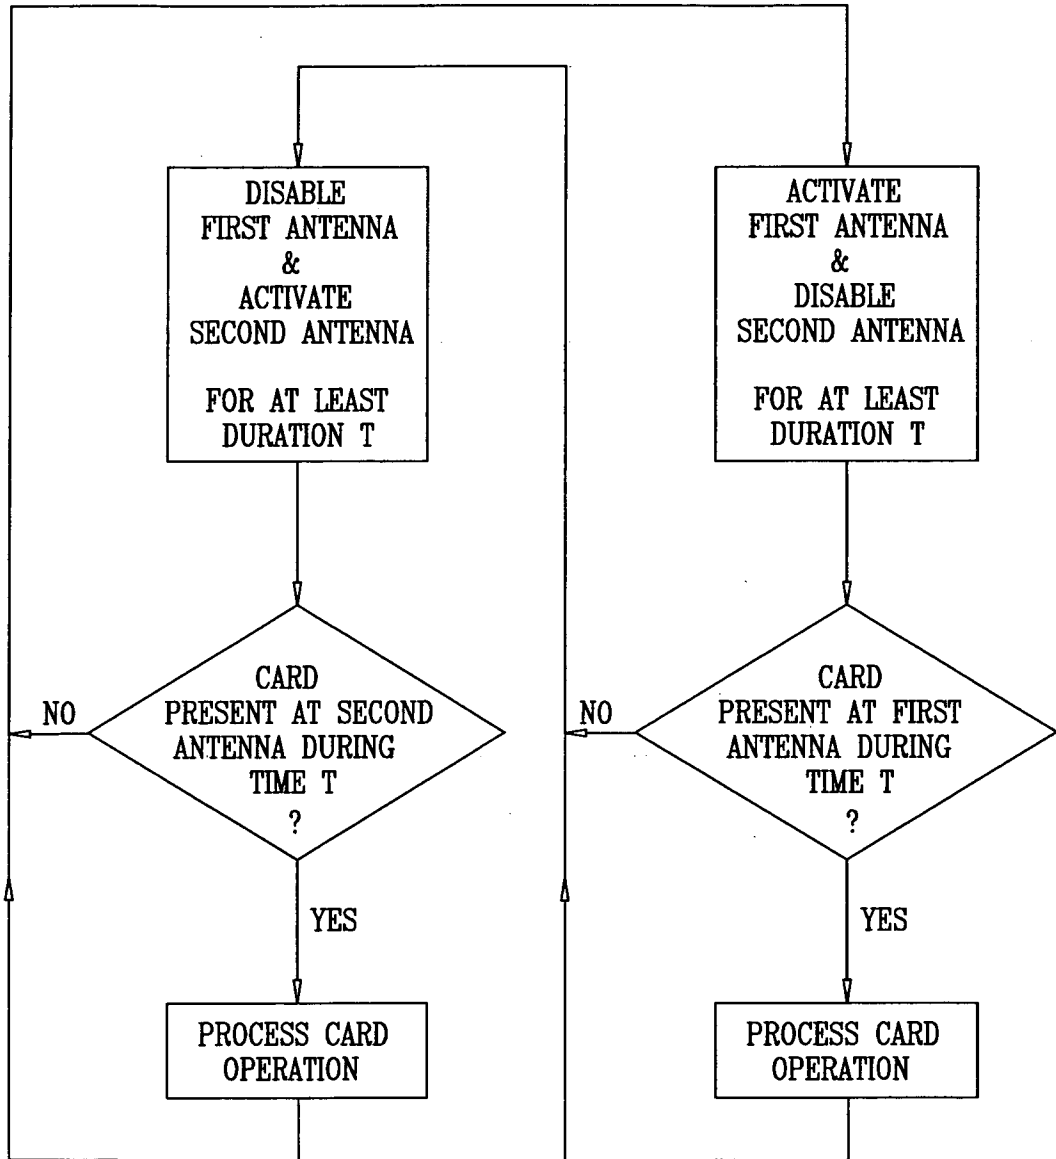 DISABLE
FIRST ANTENNA
&
ACTIVATE
SECOND ANTENNA
FOR AT LEAST
DURATION T
CARD
PRESENT AT SECOND
ANTENNA DURING
TIME T
?
NO
YES
PROCESS CARD
OPERATION
ACTIVATE
FIRST ANTENNA
&
DISABLE
SECOND ANTENNA
FOR AT LEAST
DURATION T
CARD
PRESENT AT FIRST
ANTENNA DURING
TIME T
?
NO
YES
PROCESS CARD
OPERATION